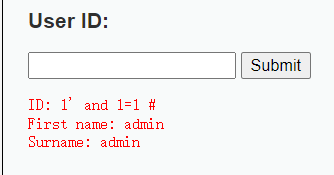 User ID:
Submit
ID: 1' and 1=1 #
First name: admin
Surname: admin